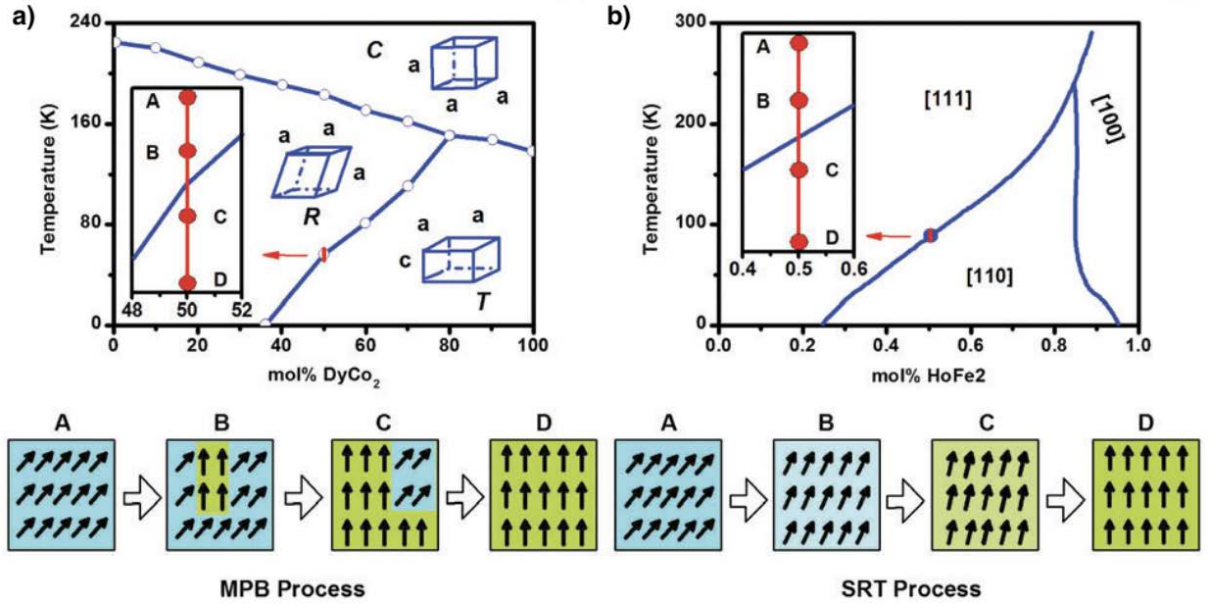 a)
240
160
80
0
Temperature (K)
0 20 40 60 80 100
mol% DyCo₂
C
a
a
a
R
a
a
a
T
a
a
c
A
B
C
D
48 50 52
b)
300
200
100
50
0
Temperature (K)
0.0 0.2 0.4 0.6 0.8 1.0
mol% HoFe2
[111]
[100]
[110]
A
B
C
D
0.4 0.5 0.6
A B C D A B C D
MPB Process SRT Process